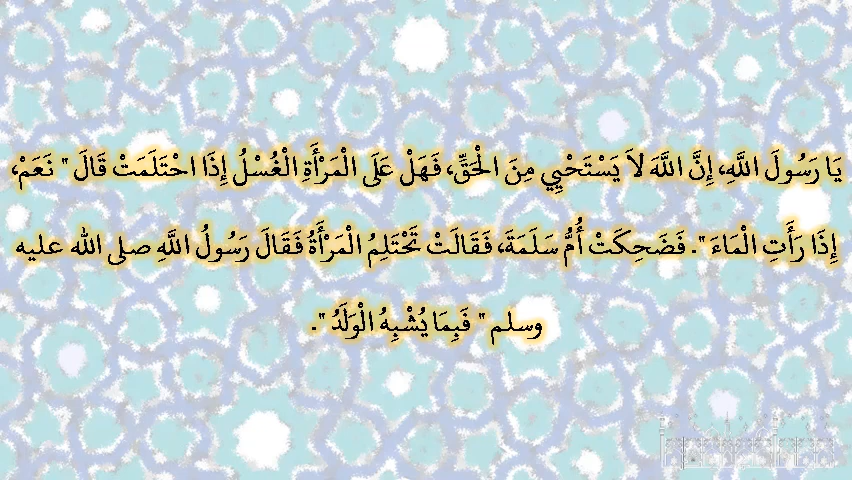 يَا رَسُولَ اللَّهِ، إِنَّ اللَّهَ لاَ يَسْتَحْيِي مِنَ الْحَقِّ، فَهَلْ عَلَى الْمَرْأَةِ الْغُسْلُ إِذَا احْتَلَمَتْ قَالَ ‏"‏ نَعَمْ،
إِذَا رَأَتِ الْمَاءَ ‏"‏‏.‏ فَضَحِكَتْ أُمُّ سَلَمَةَ، فَقَالَتْ تَحْتَلِمُ الْمَرْأَةُ فَقَالَ رَسُولُ اللَّهِ صلى الله عليه
وسلم ‏"‏ فَبِمَا يُشْبِهُ الْوَلَدُ ‏"‏‏.‏